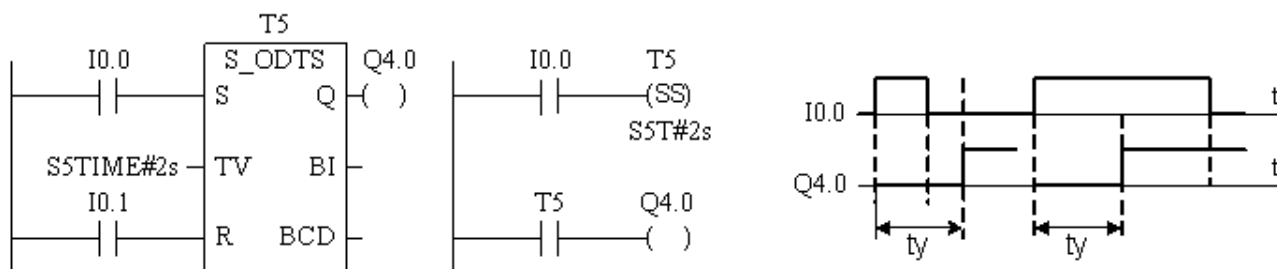 T5
I0.0
S_ODTS
Q4.0
S
Q
( )
S5TIME#2s
TV
BI
I0.1
R
BCD
I0.0
T5
(SS)
S5T#2s
T5
Q4.0
( )
I0.0
t
Q4.0
t
ty
ty